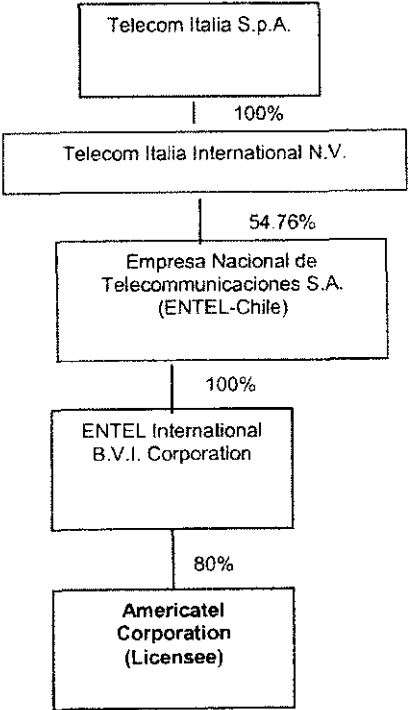 Telecom Italia S.p.A.
100%
Telecom Italia International N.V.
54.76%
Empresa Nacional de
Telecommunicaciones S.A.
(ENTEL-Chile)
100%
ENTEL International
B.V.I. Corporation
80%
Americatel
Corporation
(Licensee)